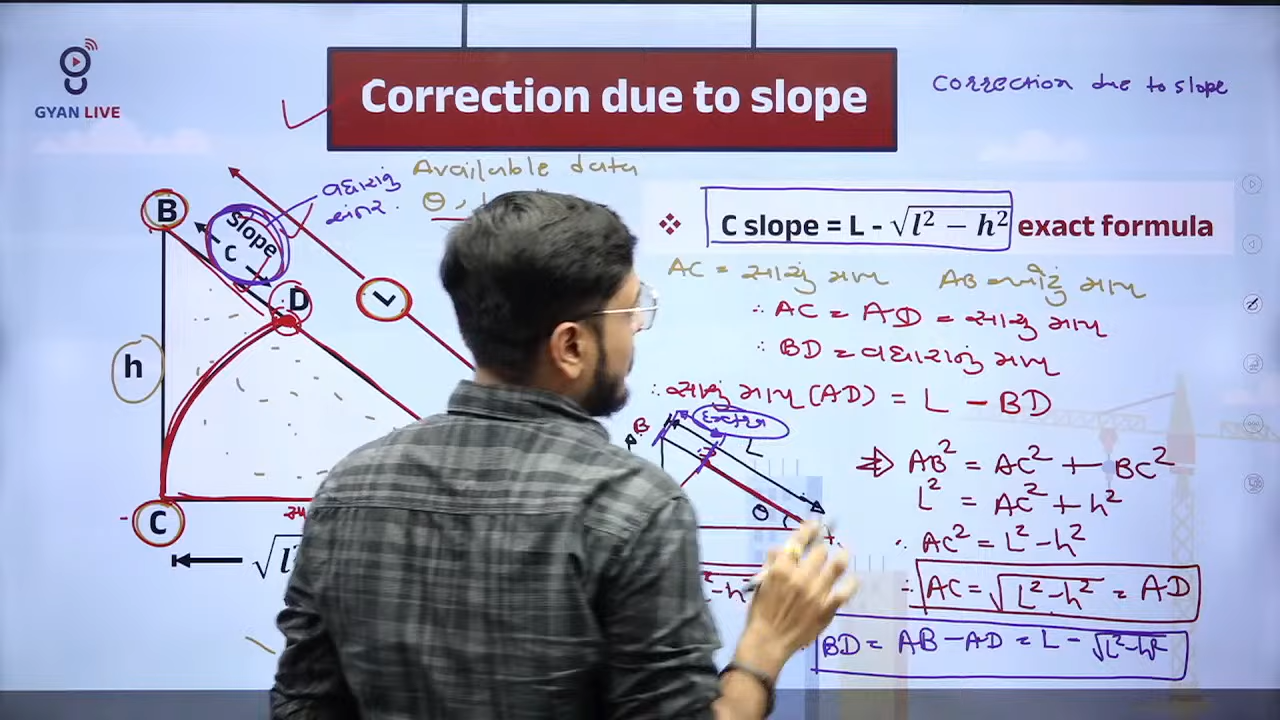 GYAN LIVE
Correction due to slope
Correction due to slope
Available data
θ,
વધારાનું
અંતર.
B
Slope
C
D
L
h
C
C slope = L - √l² − h² exact formula
AC = સાચું માપ
AB = ખોટું માપ
∴ AC = AD = સાચું માપ
∴ BD = વધારાનું માપ
∴ સાચું માપ (AD) = L - BD
B
extra
L
θ
⇒ AB² = AC² + BC²
L² = AC² + h²
∴ AC² = L² - h²
∴ AC = √L² - h² = AD
BD = AB - AD = L - √L² - h²